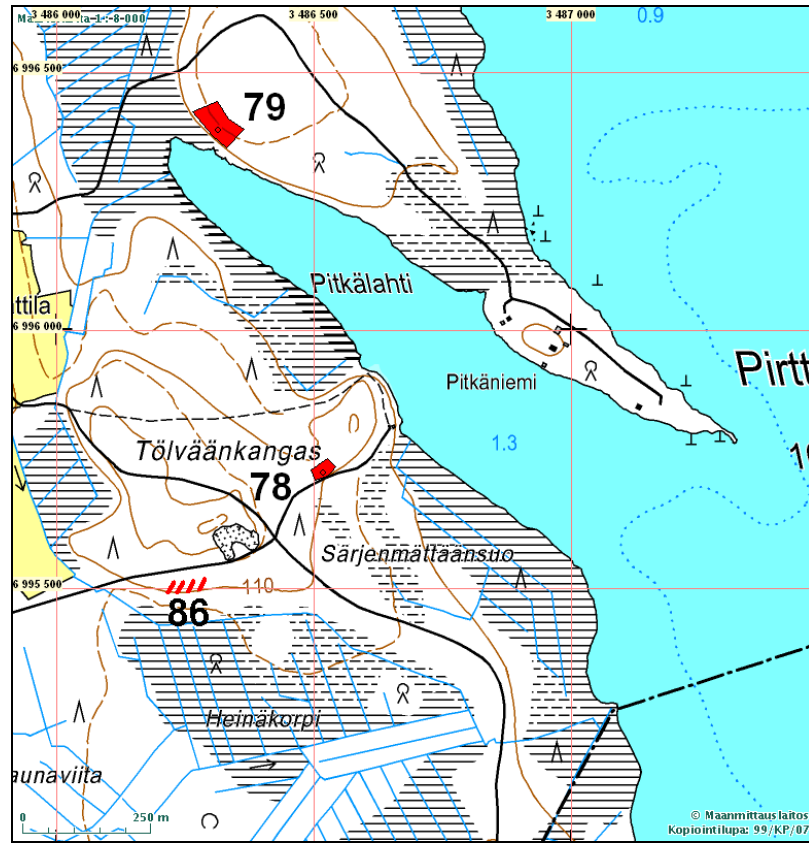 3 486 000
3 486 500
3 487 000
0.9
6 996 500
79
Pitkälahti
ttila
6 996 000
Pitkäniemi
Pirtt
Tölväänkangas
1.3
78
Särjenmättäänsuo
6 995 500
110
86
Heinäkorpi
aunaviita
0
250 m
© Maanmittauslaitos
Kopiointilupa: 99/KP/07